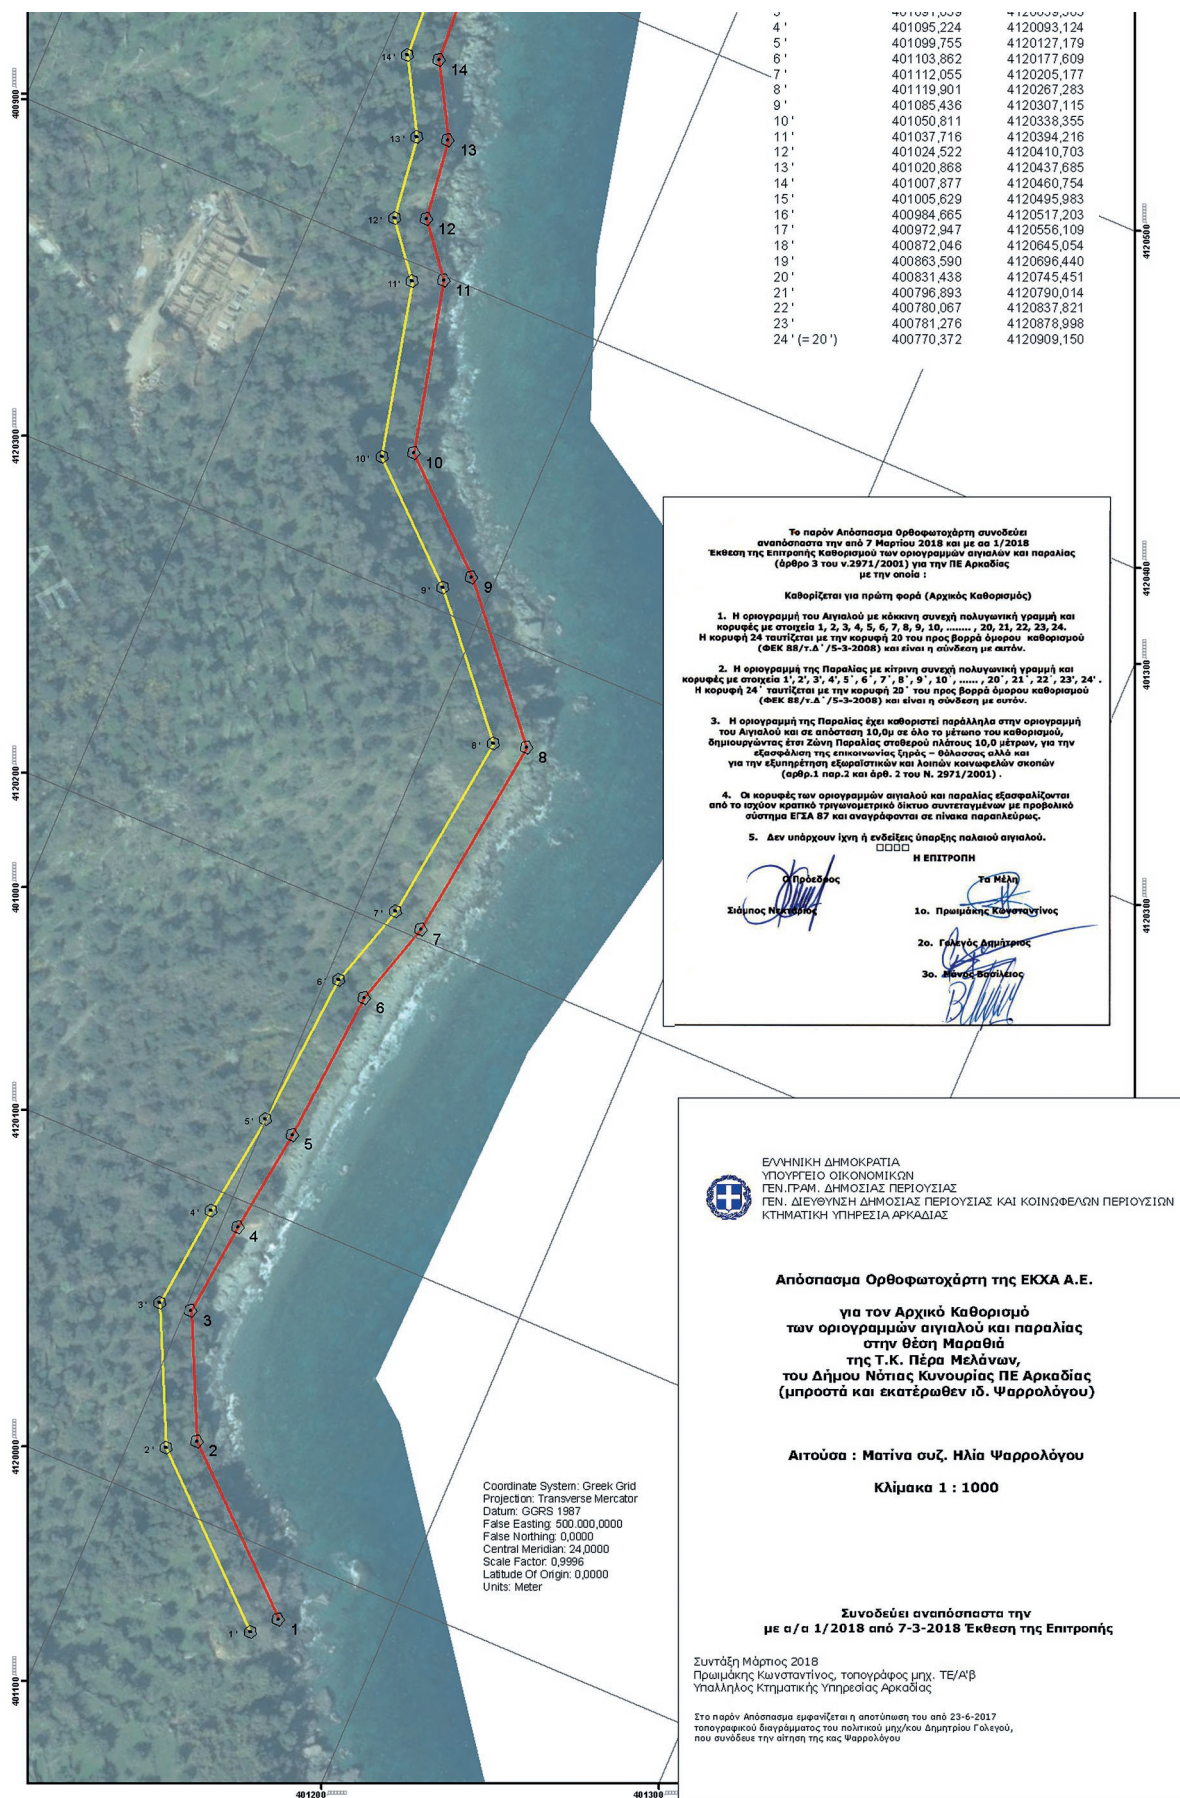 4 ' 401095,224 4120093,124
5 ' 401099,755 4120127,179
6 ' 401103,862 4120177,609
7 ' 401112,055 4120205,177
8 ' 401119,901 4120267,283
9 ' 401085,436 4120307,115
10 ' 401050,811 4120338,355
11 ' 401037,716 4120394,216
12 ' 401024,522 4120410,703
13 ' 401020,868 4120437,685
14 ' 401007,877 4120460,754
15 ' 401005,629 4120495,983
16 ' 400984,665 4120517,203
17 ' 400972,947 4120556,109
18 ' 400872,046 4120645,054
19 ' 400863,590 4120696,440
20 ' 400831,438 4120745,451
21 ' 400796,893 4120790,014
22 ' 400780,067 4120837,821
23 ' 400781,276 4120878,998
24 ' (= 20 ') 400770,372 4120909,150
14' 14
13' 13
12' 12
11' 11
10' 10
9' 9
8' 8
7' 7
6' 6
5' 5
4' 4
3' 3
2' 2
1' 1
400900
4120300
4120200
401000
4120100
4120000
401100
4120500
4120400
401300
4120300
401200
401300
Το παρόν Απόσπασμα Ορθοφωτοχάρτη συνοδεύει
αναπόσπαστα την από 7 Μαρτίου 2018 και με αα 1/2018
Έκθεση της Επιτροπής Καθορισμού των οριογραμμών αιγιαλών και παραλία
(άρθρο 3 του ν.2971/2001) για την ΠΕ Αρκαδίας
με την οποία :
Καθορίζεται για πρώτη φορά (Αρχικός Καθορισμός)
1. Η οριογραμμή του Αιγιαλού με κόκκινη συνεχή πολυγωνική γραμμή και
κορυφές με στοιχεία 1, 2, 3, 4, 5, 6, 7, 8, 9, 10, ........ , 20, 21, 22, 23, 24.
Η κορυφή 24 ταυτίζεται με την κορυφή 20 του προς βορρά όμορου καθορισμού
(ΦΕΚ 88/τ.Δ΄/5-3-2008) και είναι η σύνδεση με αυτόν.
2. Η οριογραμμή της Παραλίας με κίτρινη συνεχή πολυγωνική γραμμή και
κορυφές με στοιχεία 1', 2', 3', 4', 5΄, 6΄, 7΄, 8΄, 9΄, 10΄, ...... , 20΄, 21΄, 22΄, 23', 24' .
Η κορυφή 24΄ ταυτίζεται με την κορυφή 20΄ του προς βορρά όμορου καθορισμού
(ΦΕΚ 88/τ.Δ΄/5-3-2008) και είναι η σύνδεση με αυτόν.
3. Η οριογραμμή της Παραλίας έχει καθοριστεί παράλληλα στην οριογραμμή
του Αιγιαλού και σε απόσταση 10,0μ σε όλο το μέτωπο του καθορισμού,
δημιουργώντας έτσι Ζώνη Παραλίας σταθερού πλάτους 10,0 μέτρων, για την
εξασφάλιση της επικοινωνίας ξηράς – θάλασσας αλλά και
για την εξυπηρέτηση εξωραϊστικών και λοιπών κοινωφελών σκοπών
(αρθρ.1 παρ.2 και άρθ. 2 του Ν. 2971/2001) .
4. Οι κορυφές των οριογραμμών αιγιαλού και παραλίας εξασφαλίζονται
από το ισχύον κρατικό τριγωνομετρικό δίκτυο συντεταγμένων με προβολικό
σύστημα ΕΓΣΑ 87 και αναγράφονται σε πίνακα παραπλεύρως.
5. Δεν υπάρχουν ίχνη ή ενδείξεις ύπαρξης παλαιού αιγιαλού.
Η ΕΠΙΤΡΟΠΗ
Ο Πρόεδρος Τα Μέλη
Σιάμπος Νεκτάριος 1ο. Πρωιμάκης Κωνσταντίνος
2ο. Γολεγός Δημήτριος
3ο. Μάνος Βασίλειος
ΕΛΛΗΝΙΚΗ ΔΗΜΟΚΡΑΤΙΑ
ΥΠΟΥΡΓΕΙΟ ΟΙΚΟΝΟΜΙΚΩΝ
ΓΕΝ.ΓΡΑΜ. ΔΗΜΟΣΙΑΣ ΠΕΡΙΟΥΣΙΑΣ
ΓΕΝ. ΔΙΕΥΘΥΝΣΗ ΔΗΜΟΣΙΑΣ ΠΕΡΙΟΥΣΙΑΣ ΚΑΙ ΚΟΙΝΩΦΕΛΩΝ ΠΕΡΙΟΥΣΙΩΝ
ΚΤΗΜΑΤΙΚΗ ΥΠΗΡΕΣΙΑ ΑΡΚΑΔΙΑΣ
Απόσπασμα Ορθοφωτοχάρτη της ΕΚΧΑ Α.Ε.
για τον Αρχικό Καθορισμό
των οριογραμμών αιγιαλού και παραλίας
στην θέση Μαραθιά
της Τ.Κ. Πέρα Μελάνων,
του Δήμου Νότιας Κυνουρίας ΠΕ Αρκαδίας
(μπροστά και εκατέρωθεν ιδ. Ψαρρολόγου)
Αιτούσα : Ματίνα συζ. Ηλία Ψαρρολόγου
Κλίμακα 1 : 1000
Coordinate System: Greek Grid
Projection: Transverse Mercator
Datum: GGRS 1987
False Easting: 500.000,0000
False Northing: 0,0000
Central Meridian: 24,0000
Scale Factor: 0,9996
Latitude Of Origin: 0,0000
Units: Meter
Συνοδεύει αναπόσπαστα την
με α/α 1/2018 από 7-3-2018 Έκθεση της Επιτροπής
Συντάξη Μάρτιος 2018
Πρωιμάκης Κωνσταντίνος, τοπογράφος μηχ. ΤΕ/Α'β
Υπάλληλος Κτηματικής Υπηρεσίας Αρκαδίας
Στο παρόν Απόσπασμα εμφανίζεται η αποτύπωση του από 23-6-2017
τοπογραφικού διαγράμματος του πολιτικού μηχ/κου Δημητρίου Γολεγού,
που συνόδευε την αίτηση της κας Ψαρρολόγου